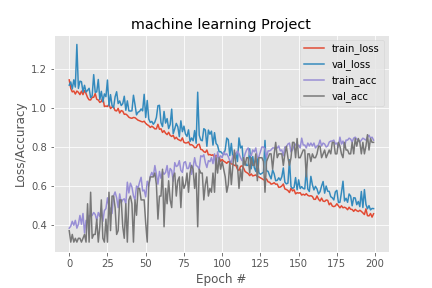 machine learning Project
train_loss
val_loss
train_acc
val_acc
Loss/Accuracy
1.2
1.0
0.8
0.6
0.4
0 25 50 75 100 125 150 175 200
Epoch #